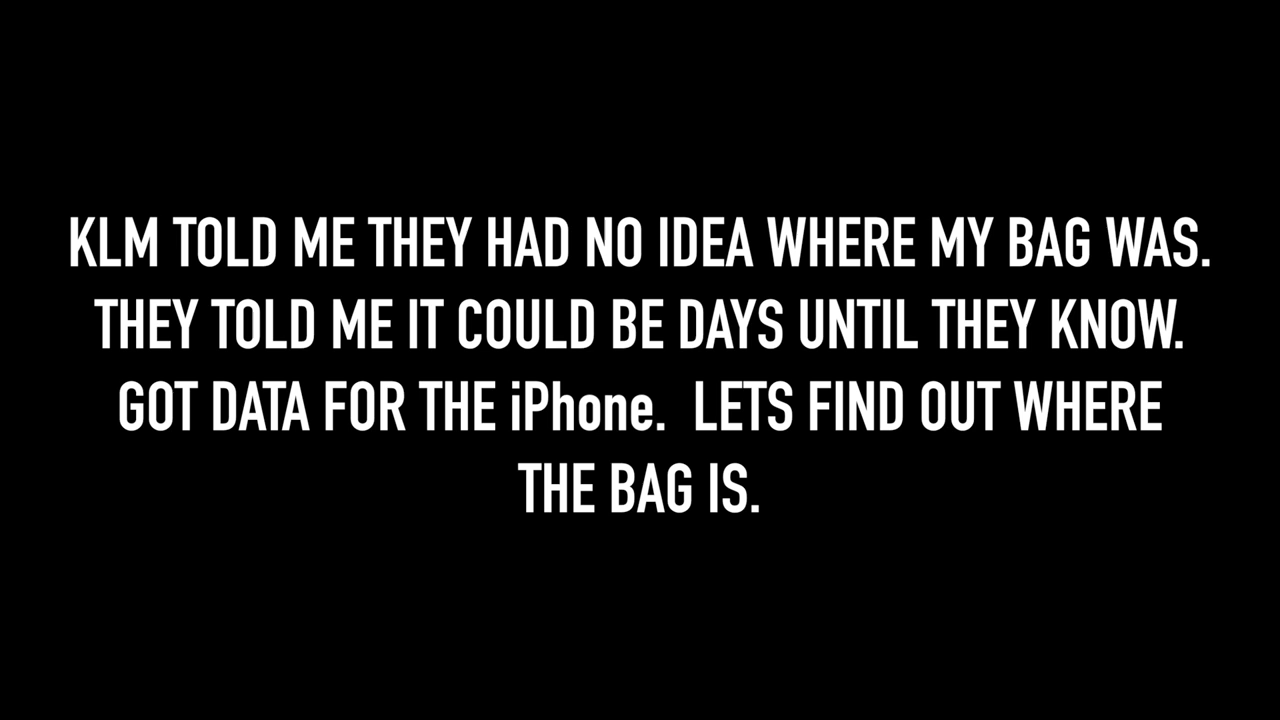 KLM TOLD ME THEY HAD NO IDEA WHERE MY BAG WAS.
THEY TOLD ME IT COULD BE DAYS UNTIL THEY KNOW.
GOT DATA FOR THE iPhone.  LETS FIND OUT WHERE
THE BAG IS.